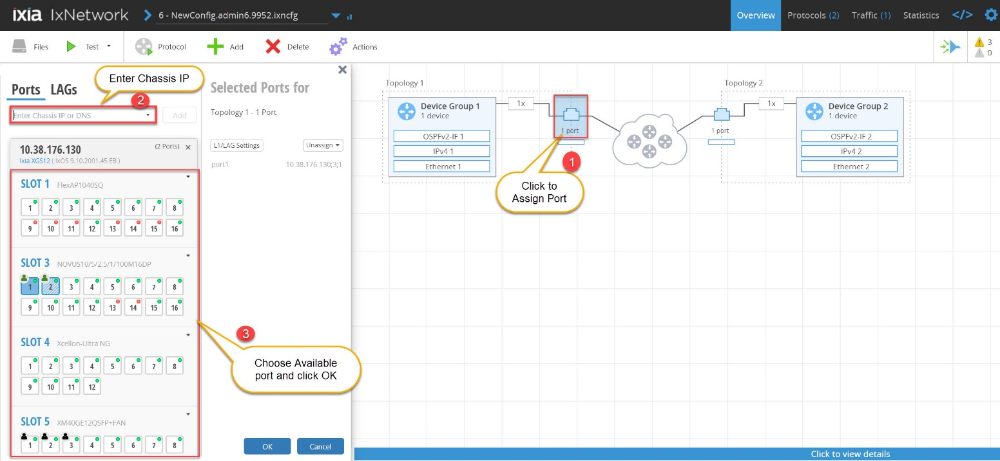 ixia IxNetwork
6 - NewConfig.admin6.9952.ixncfg
Overview
Protocols (2)
Traffic (1)
Statistics
</>
Files
Test
Protocol
Add
Delete
Actions
3
0
Enter Chassis IP
2
Ports
LAGs
Enter Chassis IP or DNS
Add
10.38.176.130
(2 Ports)
Ixia XGS12 ( IxOS 9.10.2001.45 EB )
SLOT 1 FlexAP1040SQ
1 2 3 4 5 6 7 8
9 10 11 12 13 14 15 16
SLOT 3 NOVUS10/5/2.5/1/100M16DP
1 2 3 4 5 6 7 8
9 10 11 12 13 14 15 16
SLOT 4 Xcellon-Ultra NG
1 2 3 4 5 6 7 8
9 10 11 12
SLOT 5 XM40GE12QSFP+FAN
1 2 3 4 5 6 7 8
Selected Ports for
Topology 1 - 1 Port
L1/LAG Settings
Unassign
port1 10.38.176.130;3;1
3
Choose Available
port and click OK
OK
Cancel
Topology 1
Device Group 1
1 device
OSPFv2-IF 1
IPv4 1
Ethernet 1
1x
1 port
1
Click to
Assign Port
Topology 2
1 port
1x
Device Group 2
1 device
OSPFv2-IF 2
IPv4 2
Ethernet 2
Click to view details